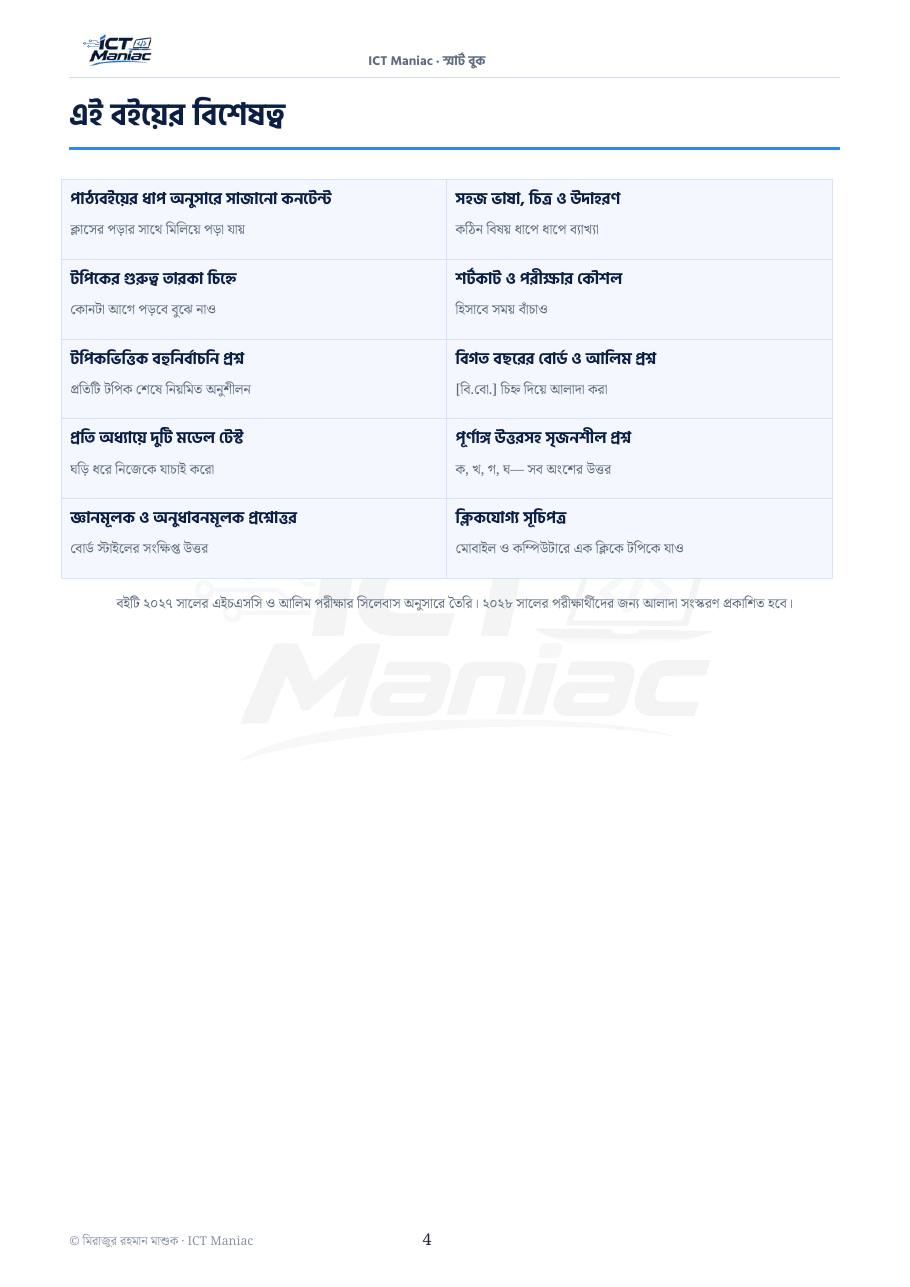 ICT
Maniac
ICT Maniac · স্মার্ট বুক
এই বইয়ের বিশেষত্ব
পাঠ্যবইয়ের ধাপ অনুসারে সাজানো কনটেন্ট
ক্লাসের পড়ার সাথে মিলিয়ে পড়া যায়
সহজ ভাষা, চিত্র ও উদাহরণ
কঠিন বিষয় ধাপে ধাপে ব্যাখ্যা
টপিকের গুরুত্ব তারকা চিহ্নে
কোনটা আগে পড়বে বুঝে নাও
শর্টকাট ও পরীক্ষার কৌশল
হিসাবে সময় বাঁচাও
টপিকভিত্তিক বহুনির্বাচনি প্রশ্ন
প্রতিটি টপিক শেষে নিয়মিত অনুশীলন
বিগত বছরের বোর্ড ও আলিম প্রশ্ন
[বি.বো.] চিহ্ন দিয়ে আলাদা করা
প্রতি অধ্যায়ে দুটি মডেল টেস্ট
ঘড়ি ধরে নিজেকে যাচাই করো
পূর্ণাঙ্গ উত্তরসহ সৃজনশীল প্রশ্ন
ক, খ, গ, ঘ— সব অংশের উত্তর
জ্ঞানমূলক ও অনুধাবনমূলক প্রশ্নোত্তর
বোর্ড স্টাইলের সংক্ষিপ্ত উত্তর
ক্লিকযোগ্য সূচিপত্র
মোবাইল ও কম্পিউটারে এক ক্লিকে টপিকে যাও
বইটি ২০২৭ সালের এইচএসসি ও আলিম পরীক্ষার সিলেবাস অনুসারে তৈরি। ২০২৮ সালের পরীক্ষার্থীদের জন্য আলাদা সংস্করণ প্রকাশিত হবে।
ICT
Maniac
© মিরাজুর রহমান মাশুক · ICT Maniac
4